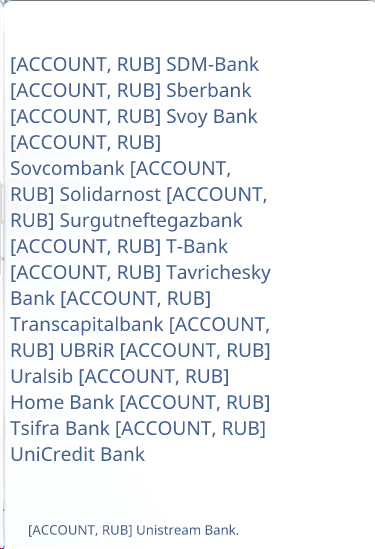 [ACCOUNT, RUB] SDM-Bank
[ACCOUNT, RUB] Sberbank
[ACCOUNT, RUB] Svoy Bank
[ACCOUNT, RUB]
Sovcombank [ACCOUNT,
RUB] Solidarnost [ACCOUNT,
RUB] Surgutneftegazbank
[ACCOUNT, RUB] T-Bank
[ACCOUNT, RUB] Tavrichesky
Bank [ACCOUNT, RUB]
Transcapitalbank [ACCOUNT,
RUB] UBRiR [ACCOUNT, RUB]
Uralsib [ACCOUNT, RUB]
Home Bank [ACCOUNT, RUB]
Tsifra Bank [ACCOUNT, RUB]
UniCredit Bank
[ACCOUNT, RUB] Unistream Bank.